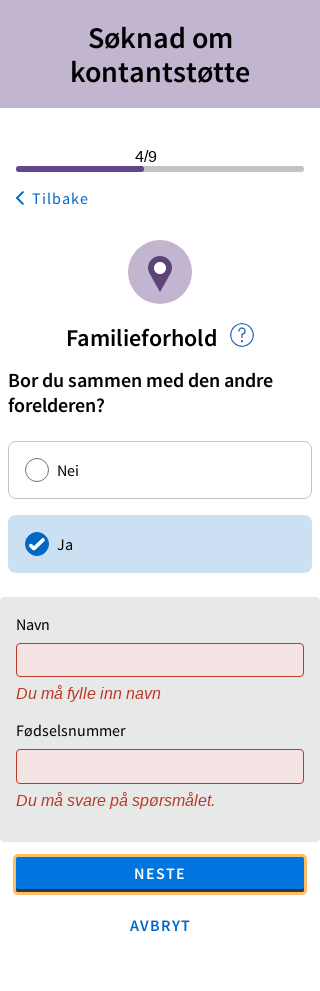 Søknad om
kontantstøtte
4/9
Tilbake
Familieforhold
Bor du sammen med den andre
forelderen?
Nei
Ja
Navn
Du må fylle inn navn
Fødselsnummer
Du må svare på spørsmålet.
NESTE
AVBRYT